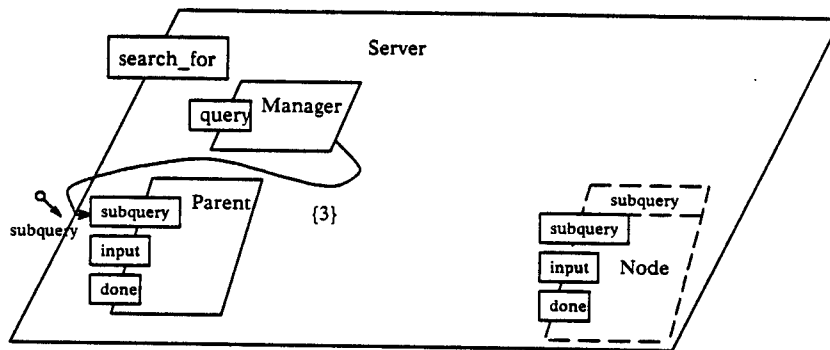 Server
search_for
Manager
query
subquery
Parent
{3}
subquery
input
done
subquery
subquery
input
Node
done